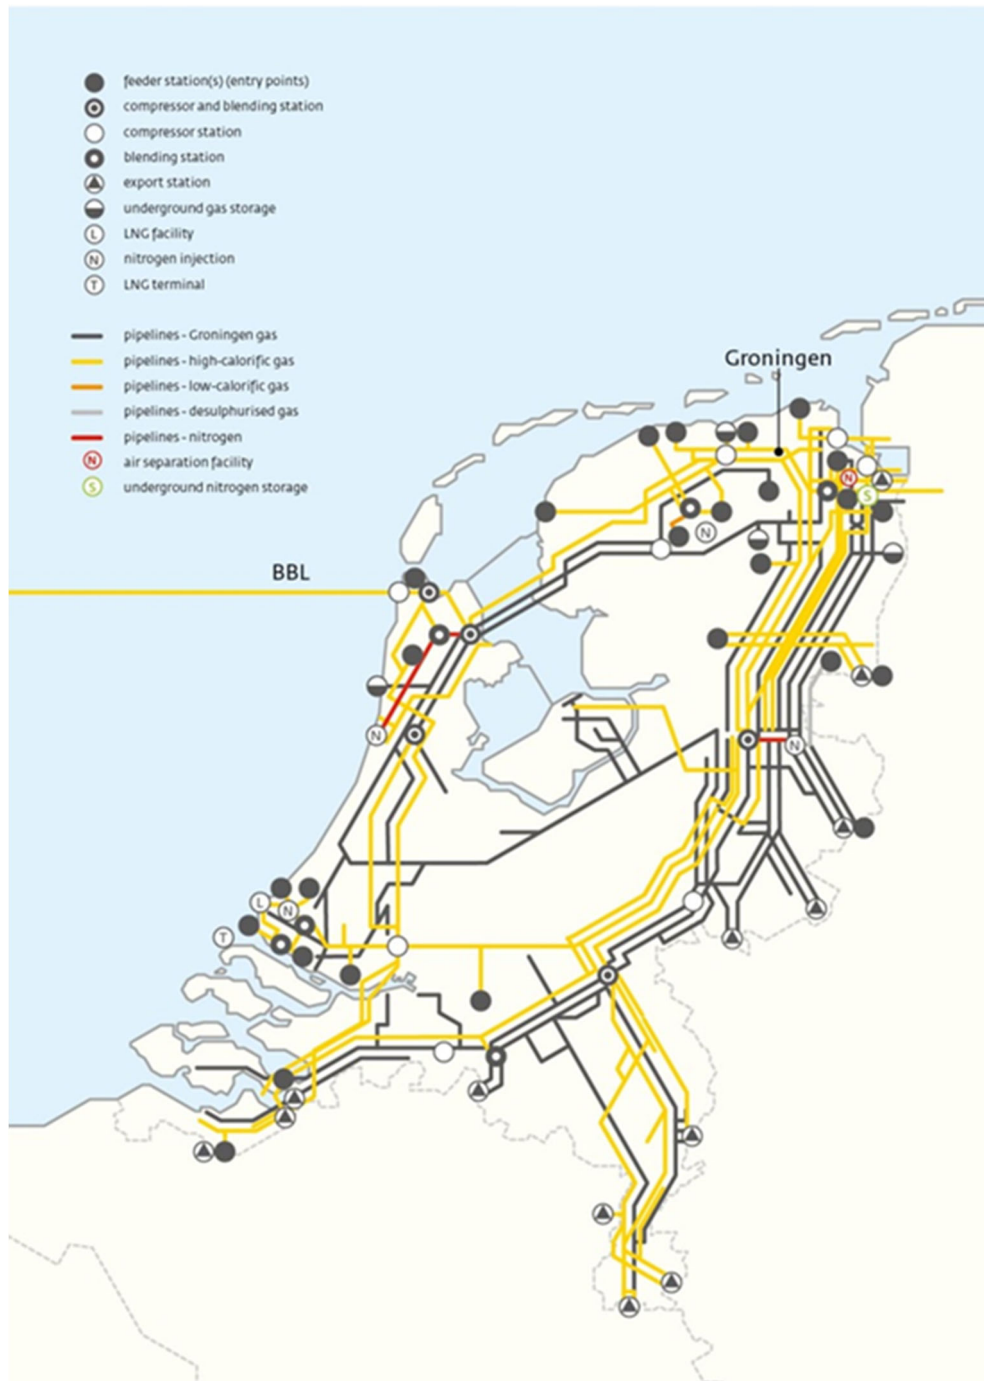 feeder station(s) (entry points)
compressor and blending station
compressor station
blending station
export station
underground gas storage
L LNG facility
N nitrogen injection
T LNG terminal
pipelines - Groningen gas
pipelines - high-calorific gas
pipelines - low-calorific gas
pipelines - desulphurised gas
pipelines - nitrogen
N air separation facility
S underground nitrogen storage
Groningen
N
S
N
BBL
N
N
L
N
T